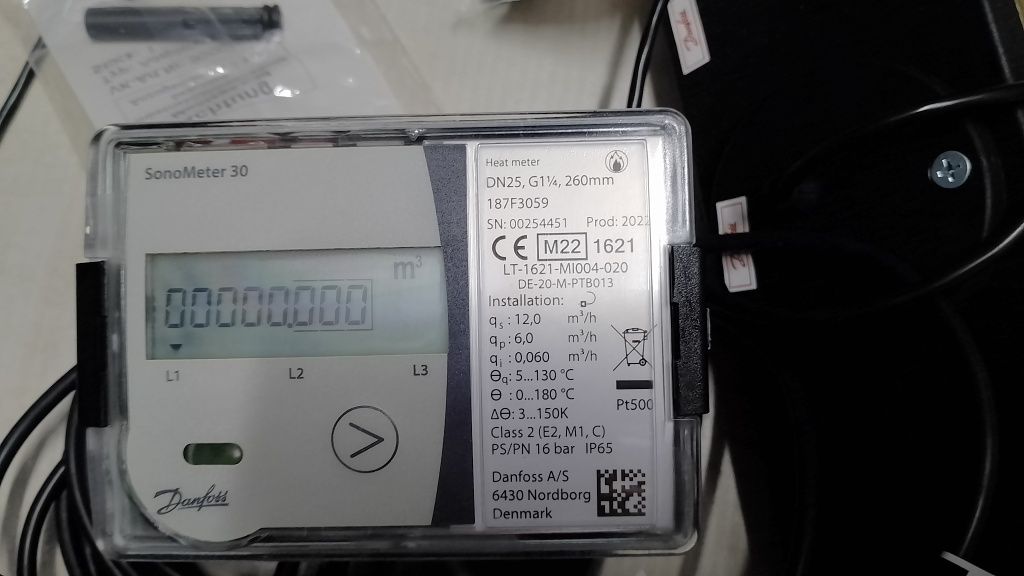 SonoMeter 30
m³
00000.000
L1 L2 L3
Danfoss
Heat meter
DN25, G1¼, 260mm
187F3059
SN: 00254451 Prod: 2022
CE M22 1621
LT-1621-MI004-020
DE-20-M-PTB013
Installation:
qs : 12,0 m³/h
qp : 6,0 m³/h
qi : 0,060 m³/h
Θq: 5...130 °C
Θ : 0...180 °C
ΔΘ: 3...150K
Pt500
Class 2 (E2, M1, C)
PS/PN 16 bar IP65
Danfoss A/S
6430 Nordborg
Denmark
Danfoss
Danfoss
Danfoss